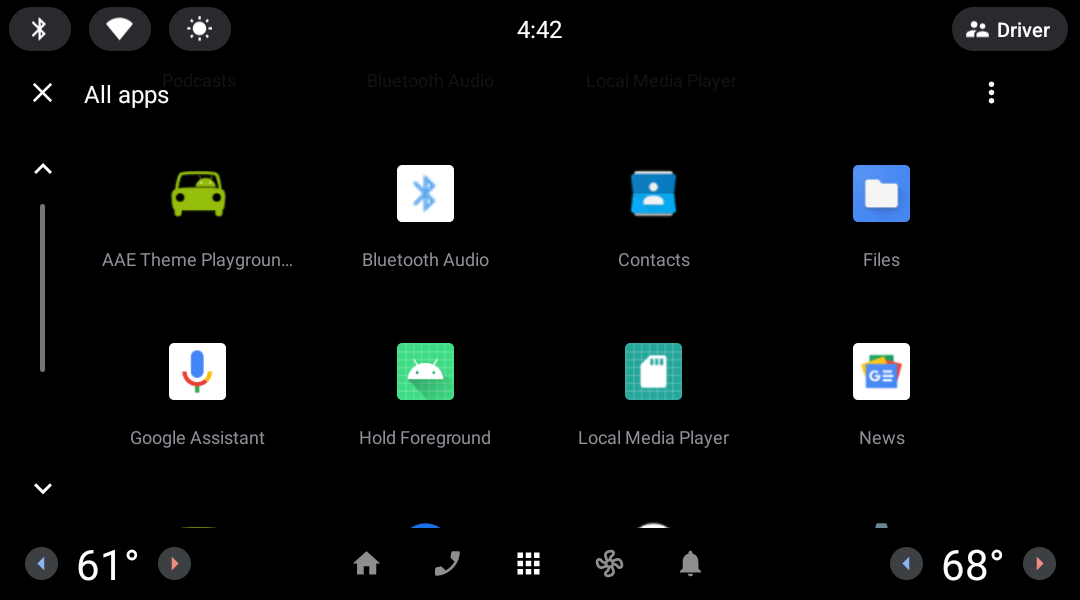 4:42
Driver
Podcasts Bluetooth Audio Local Media Player
All apps
AAE Theme Playgroun...
Bluetooth Audio
Contacts
Files
GE
Google Assistant
Hold Foreground
Local Media Player
News
61°
68°